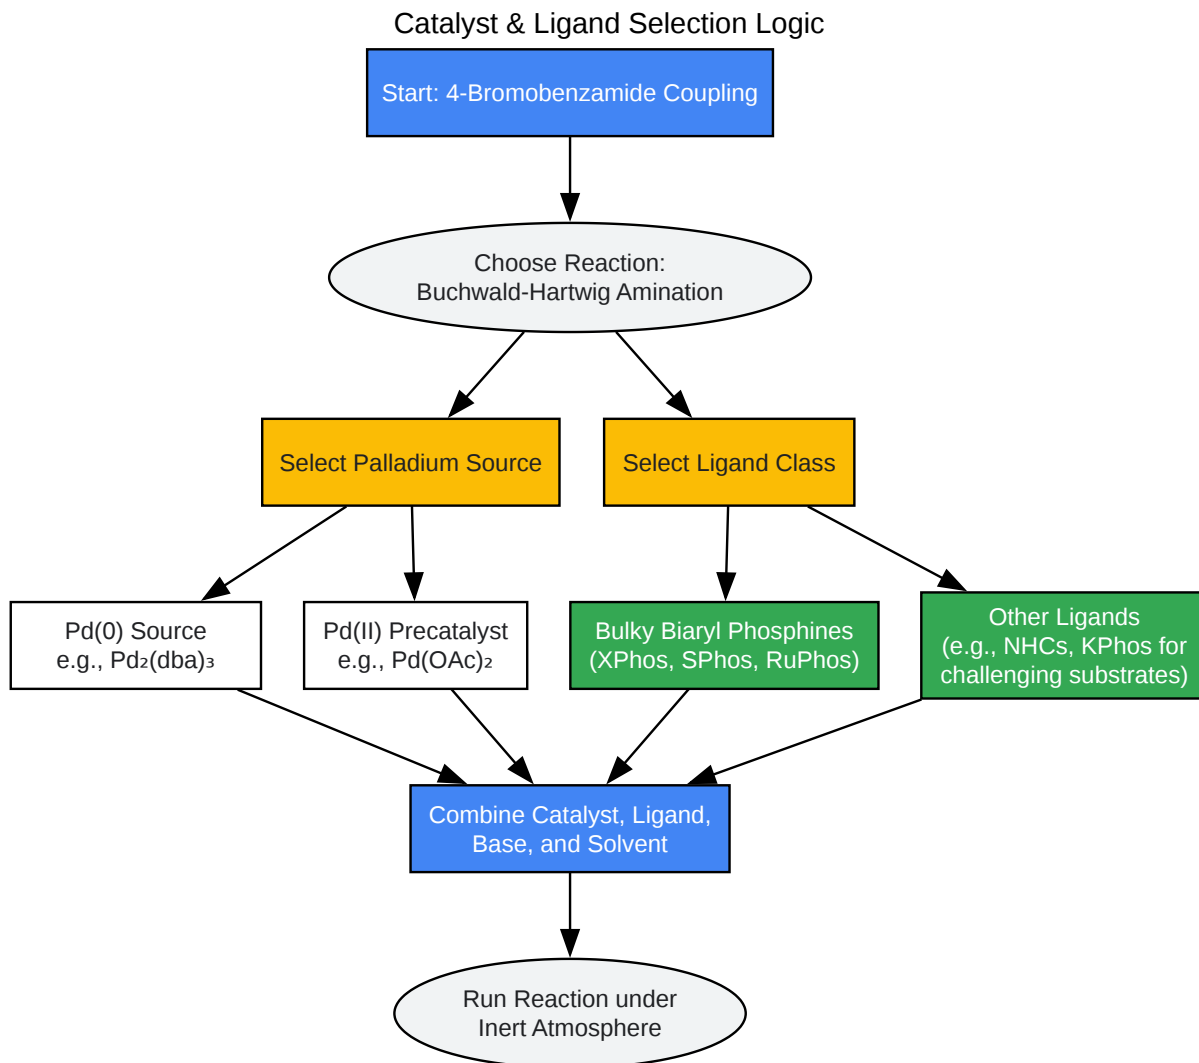 Catalyst & Ligand Selection Logic
Start: 4-Bromobenzamide Coupling
Choose Reaction:
Buchwald-Hartwig Amination
Select Palladium Source
Select Ligand Class
Pd(0) Source
e.g., Pd₂(dba)₃
Pd(II) Precatalyst
e.g., Pd(OAc)₂
Bulky Biaryl Phosphines
(XPhos, SPhos, RuPhos)
Other Ligands
(e.g., NHCs, KPhos for
challenging substrates)
Combine Catalyst, Ligand,
Base, and Solvent
Run Reaction under
Inert Atmosphere